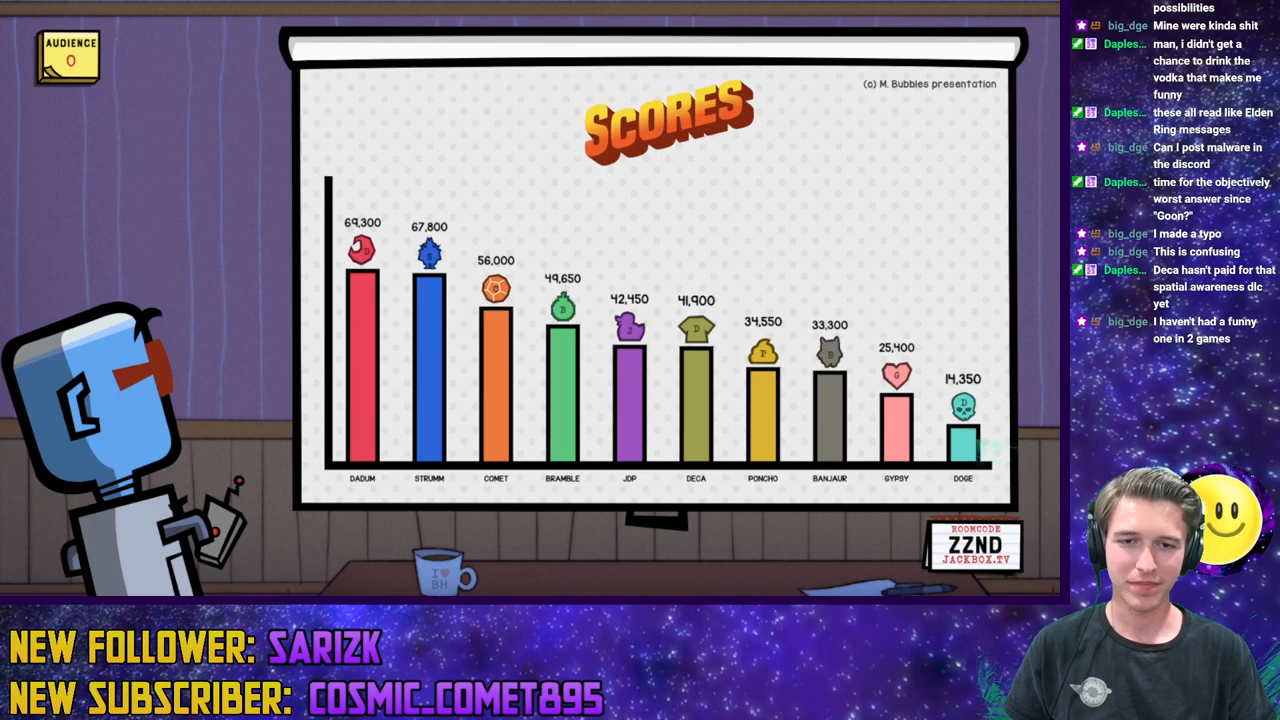 AUDIENCE
0
(c) M. Bubbles presentation
SCORES
69,300
67,800
56,000
49,650
42,450
41,900
34,550
33,300
25,400
14,350
D
S
C
B
J
D
P
B
G
D
DADUM
STRUMM
COMET
BRAMBLE
JDP
DECA
PONCHO
BANJAUR
GYPSY
DOGE
ROOMCODE
ZZND
JACKBOX.TV
I ♥
BH
NEW FOLLOWER: SARIZK
NEW SUBSCRIBER: COSMIC_COMET895
possibilities
big_dge Mine were kinda shit
Daples... man, i didn't get a
chance to drink the
vodka that makes me
funny
Daples... these all read like Elden
Ring messages
big_dge Can I post malware in
the discord
Daples... time for the objectively
worst answer since
"Goon?"
big_dge I made a typo
big_dge This is confusing
Daples... Deca hasn't paid for that
spatial awareness dlc
yet
big_dge I haven't had a funny
one in 2 games